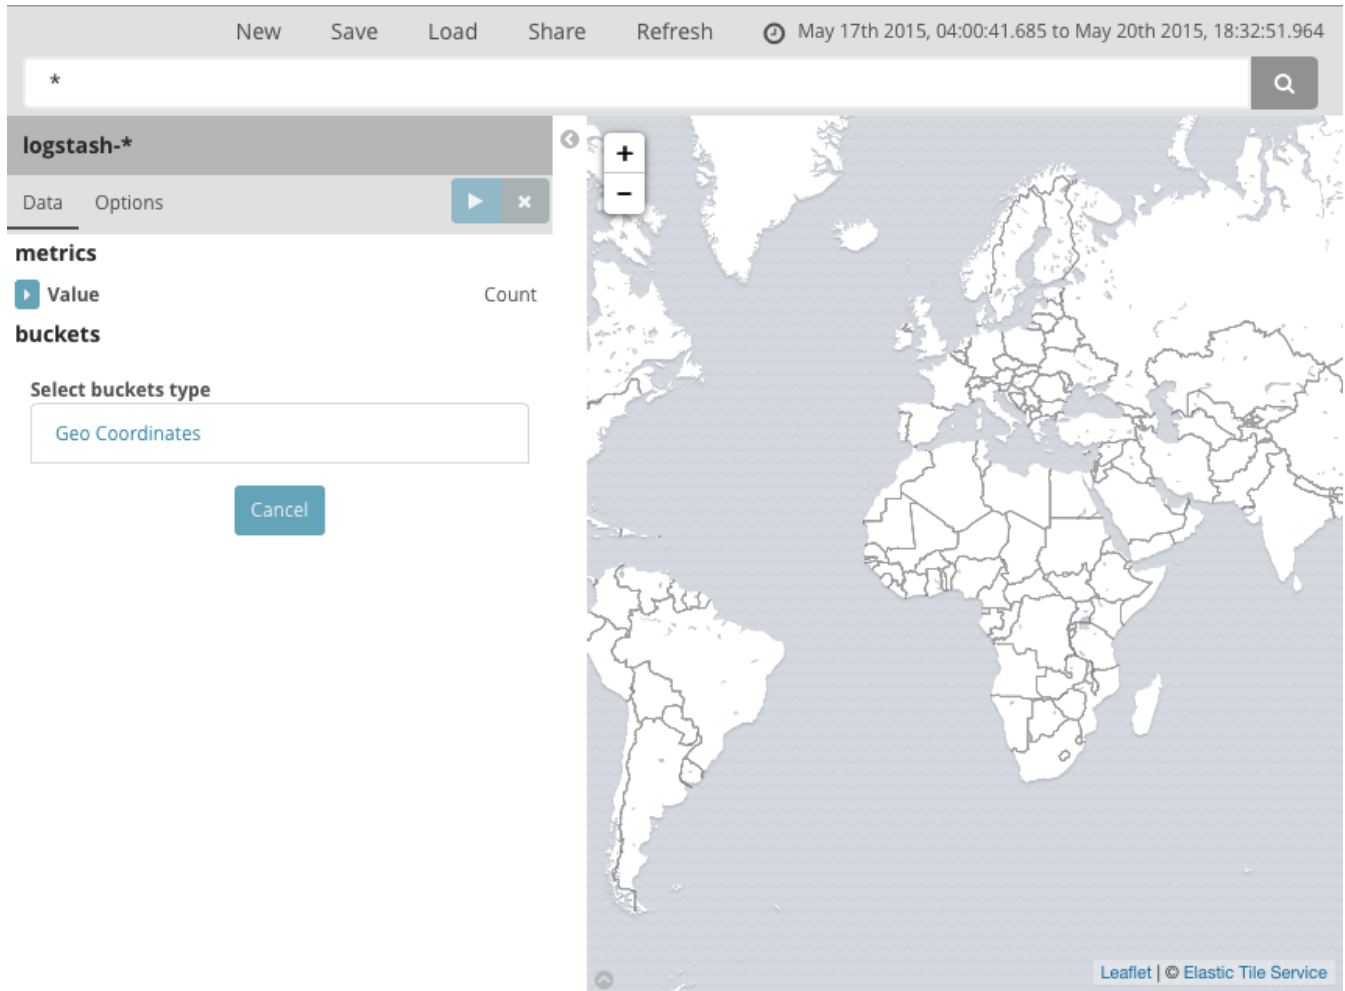 New Save Load Share Refresh May 17th 2015, 04:00:41.685 to May 20th 2015, 18:32:51.964
*
logstash-*
Data Options
metrics
Value Count
buckets
Select buckets type
Geo Coordinates
Cancel
+
−
Leaflet | © Elastic Tile Service